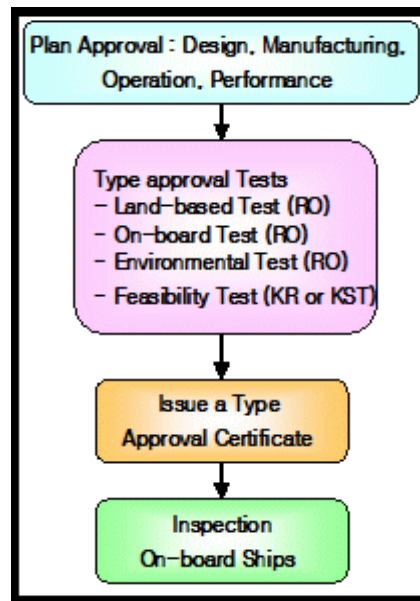 Plan Approval : Design, Manufacturing,
Operation, Performance
Type approval Tests
- Land-based Test (RO)
- On-board Test (RO)
- Environmental Test (RO)
- Feasibility Test (KR or KST)
Issue a Type
Approval Certificate
Inspection
On-board Ships